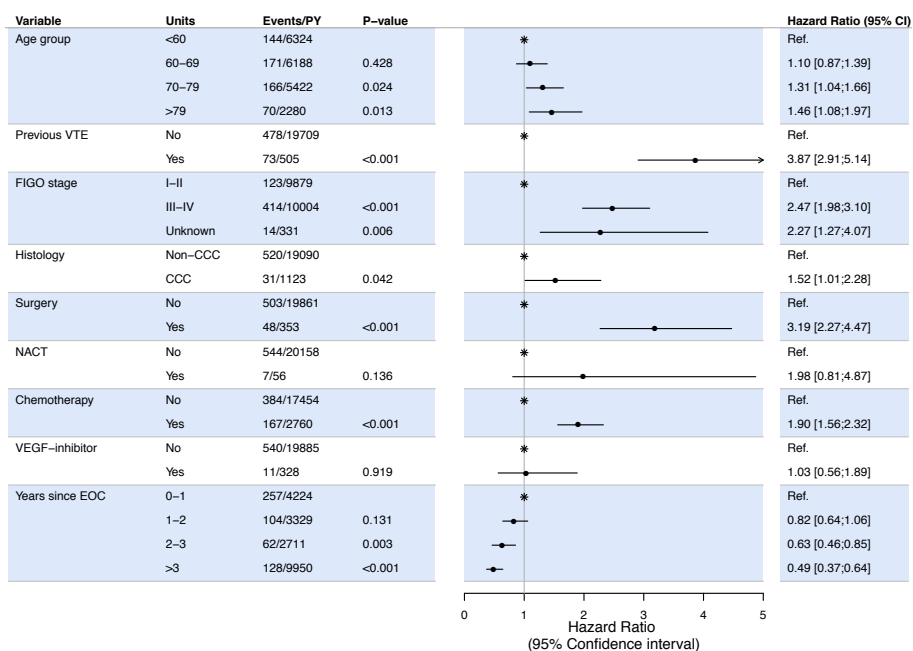 Variable Units Events/PY P−value Hazard Ratio (95% CI)
Age group <60 144/6324 Ref.
60−69 171/6188 0.428 1.10 [0.87;1.39]
70−79 166/5422 0.024 1.31 [1.04;1.66]
>79 70/2280 0.013 1.46 [1.08;1.97]
Previous VTE No 478/19709 Ref.
Yes 73/505 <0.001 3.87 [2.91;5.14]
FIGO stage I−II 123/9879 Ref.
III−IV 414/10004 <0.001 2.47 [1.98;3.10]
Unknown 14/331 0.006 2.27 [1.27;4.07]
Histology Non−CCC 520/19090 Ref.
CCC 31/1123 0.042 1.52 [1.01;2.28]
Surgery No 503/19861 Ref.
Yes 48/353 <0.001 3.19 [2.27;4.47]
NACT No 544/20158 Ref.
Yes 7/56 0.136 1.98 [0.81;4.87]
Chemotherapy No 384/17454 Ref.
Yes 167/2760 <0.001 1.90 [1.56;2.32]
VEGF−inhibitor No 540/19885 Ref.
Yes 11/328 0.919 1.03 [0.56;1.89]
Years since EOC 0−1 257/4224 Ref.
1−2 104/3329 0.131 0.82 [0.64;1.06]
2−3 62/2711 0.003 0.63 [0.46;0.85]
>3 128/9950 <0.001 0.49 [0.37;0.64]
0 1 2 3 4 5
Hazard Ratio
(95% Confidence interval)